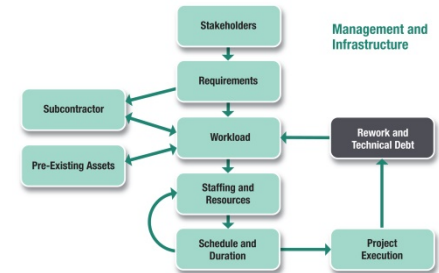 Stakeholders
Management and
Infrastructure
Requirements
Subcontractor
Workload
Rework and
Technical Debt
Pre-Existing Assets
Staffing and
Resources
Schedule and
Duration
Project
Execution